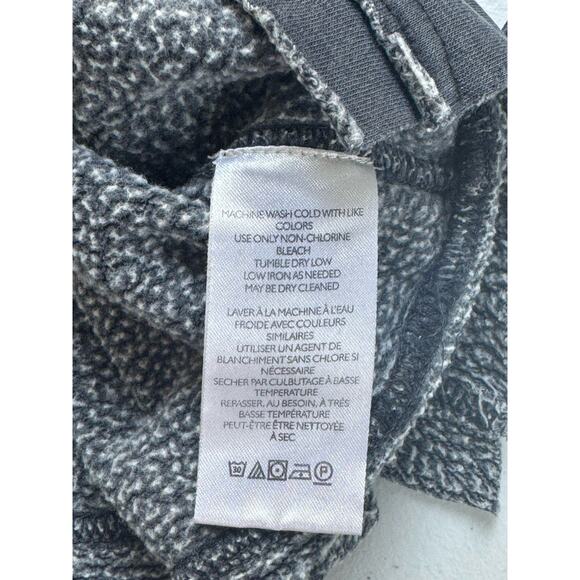 MACHINE WASH COLD WITH LIKE
COLORS
USE ONLY NON-CHLORINE
BLEACH
TUMBLE DRY LOW
LOW IRON AS NEEDED
MAY BE DRY CLEANED
LAVER À LA MACHINE À L'EAU
FROIDE AVEC COULEURS
SIMILAIRES
UTILISER UN AGENT DE
BLANCHIMENT SANS CHLORE SI
NÉCESSAIRE
SECHER PAR CULBUTAGE À BASSE
TEMPERATURE
REPASSER, AU BESOIN, À TRÉS
BASSE TEMPÉRATURE
PEUT-ÊTRE ÊTRE NETTOYÉE
À SEC
30 P